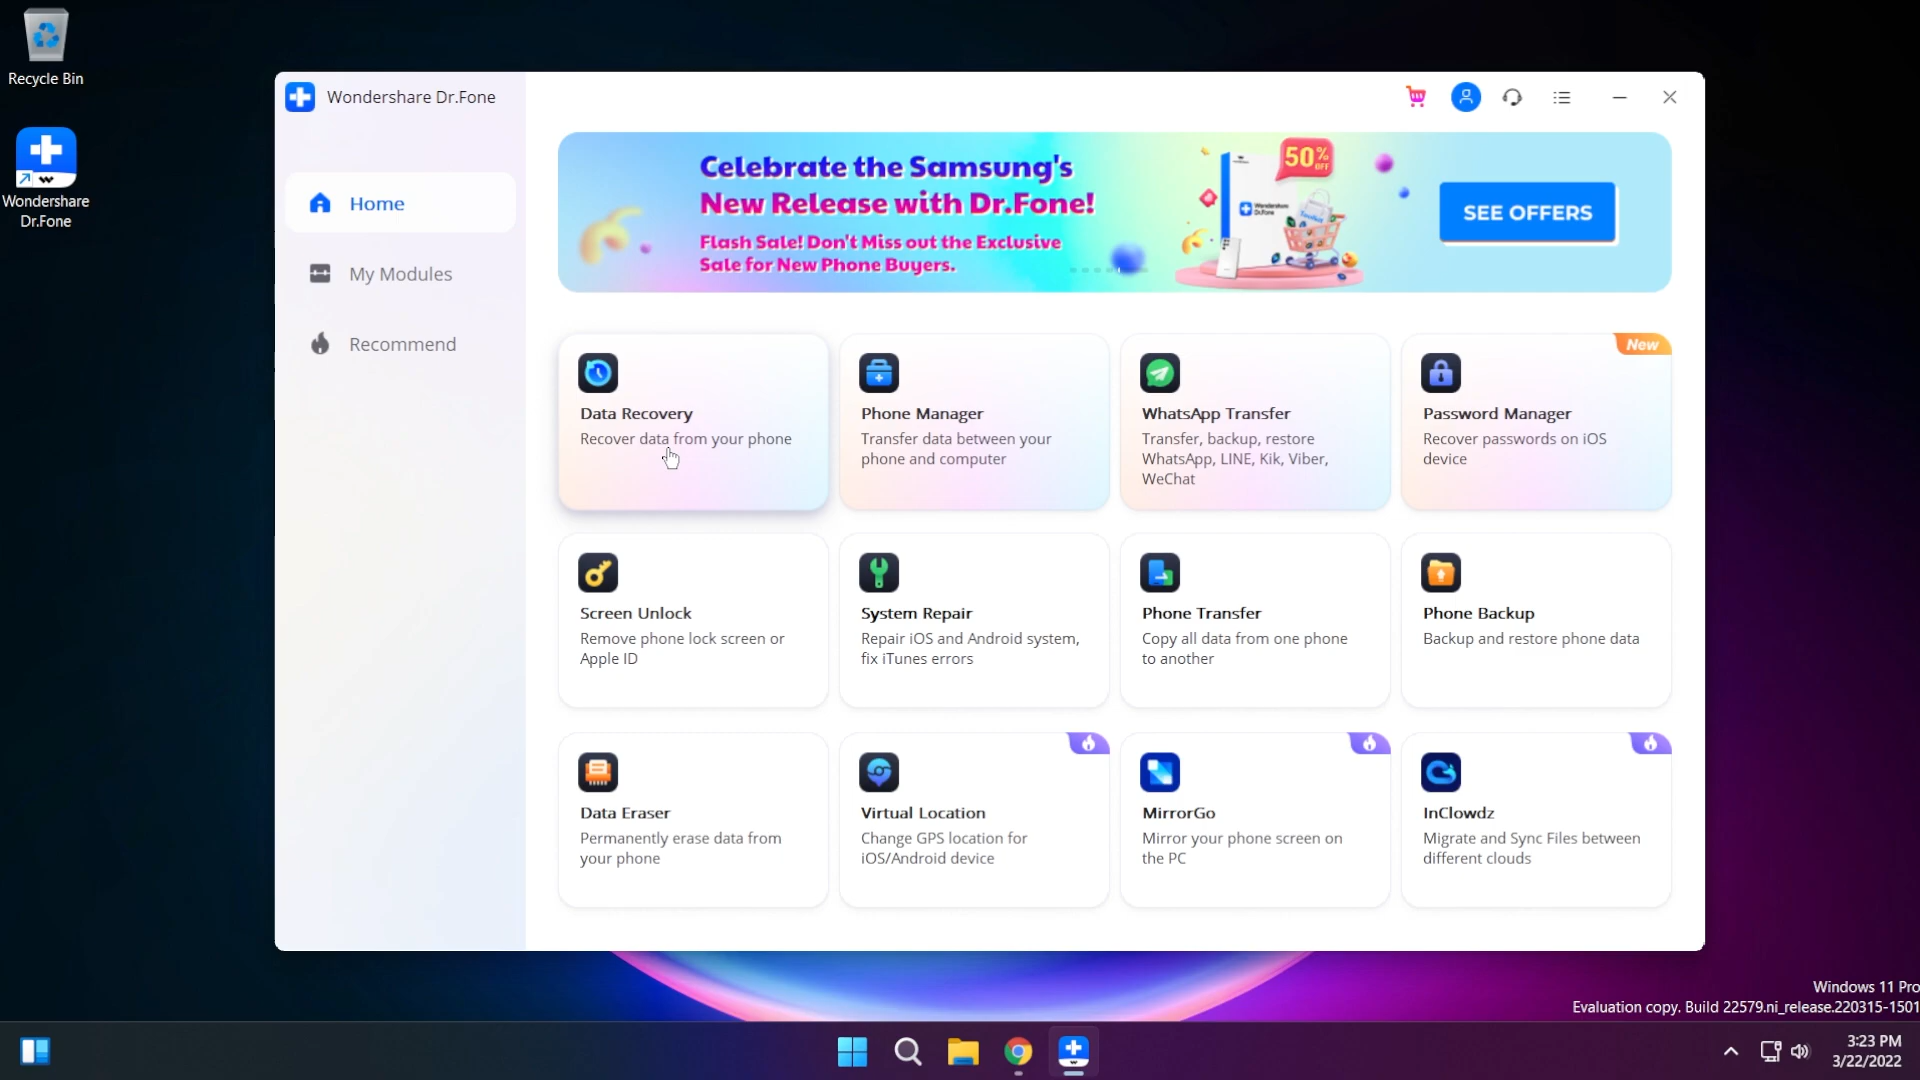 Recycle Bin
Wondershare
Dr.Fone
Wondershare Dr.Fone
Home
My Modules
Recommend
Celebrate the Samsung's
New Release with Dr.Fone!
Flash Sale! Don't Miss out the Exclusive
Sale for New Phone Buyers.
50%
OFF
Wondershare
Dr.Fone
SEE OFFERS
Data Recovery
Recover data from your phone
Phone Manager
Transfer data between your
phone and computer
WhatsApp Transfer
Transfer, backup, restore
WhatsApp, LINE, Kik, Viber,
WeChat
New
Password Manager
Recover passwords on iOS
device
Screen Unlock
Remove phone lock screen or
Apple ID
System Repair
Repair iOS and Android system,
fix iTunes errors
Phone Transfer
Copy all data from one phone
to another
Phone Backup
Backup and restore phone data
Data Eraser
Permanently erase data from
your phone
Virtual Location
Change GPS location for
iOS/Android device
MirrorGo
Mirror your phone screen on
the PC
InClowdz
Migrate and Sync Files between
different clouds
Windows 11 Pro
Evaluation copy. Build 22579.ni_release.220315-1501
3:23 PM
3/22/2022